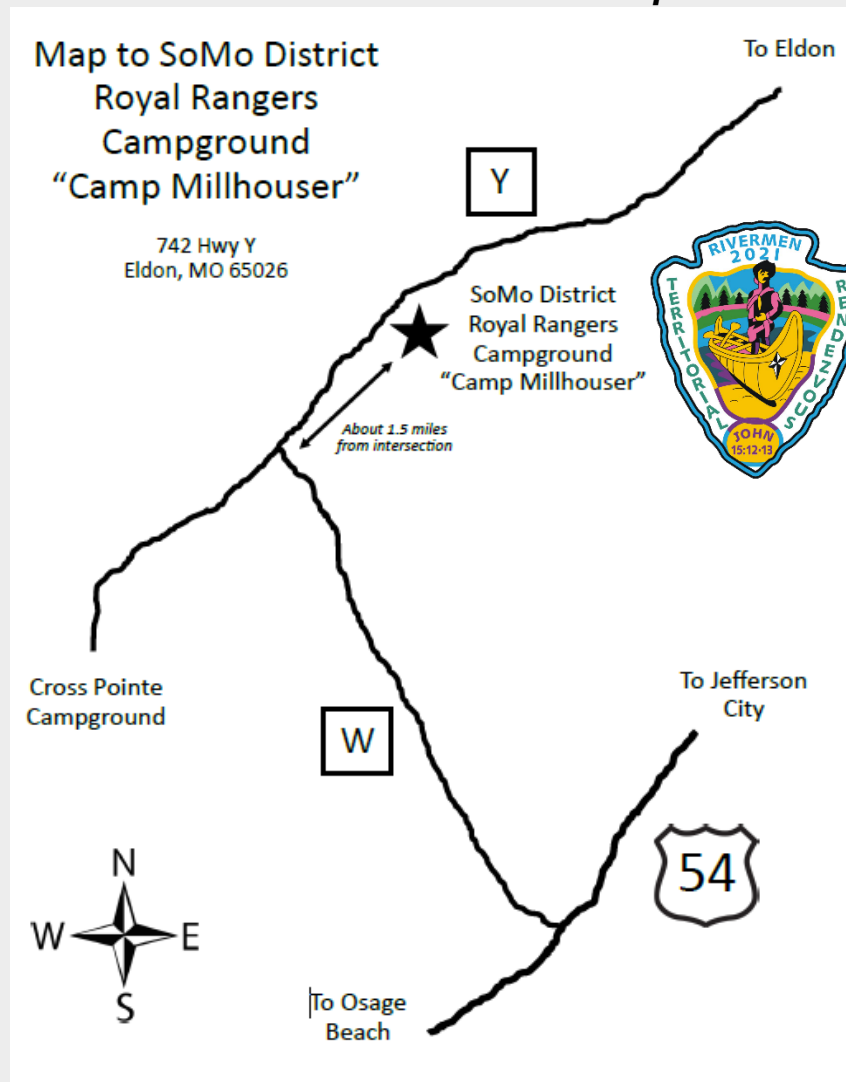 Map to SoMo District
Royal Rangers
Campground
“Camp Millhouser”
742 Hwy Y
Eldon, MO 65026
To Eldon
Y
RIVERMEN
2021
TERRITORIAL
RENDEZVOUS
JOHN
15:12-13
SoMo District
Royal Rangers
Campground
“Camp Millhouser”
About 1.5 miles
from intersection
Cross Pointe
Campground
W
To Jefferson
City
54
N
W
E
S
To Osage
Beach